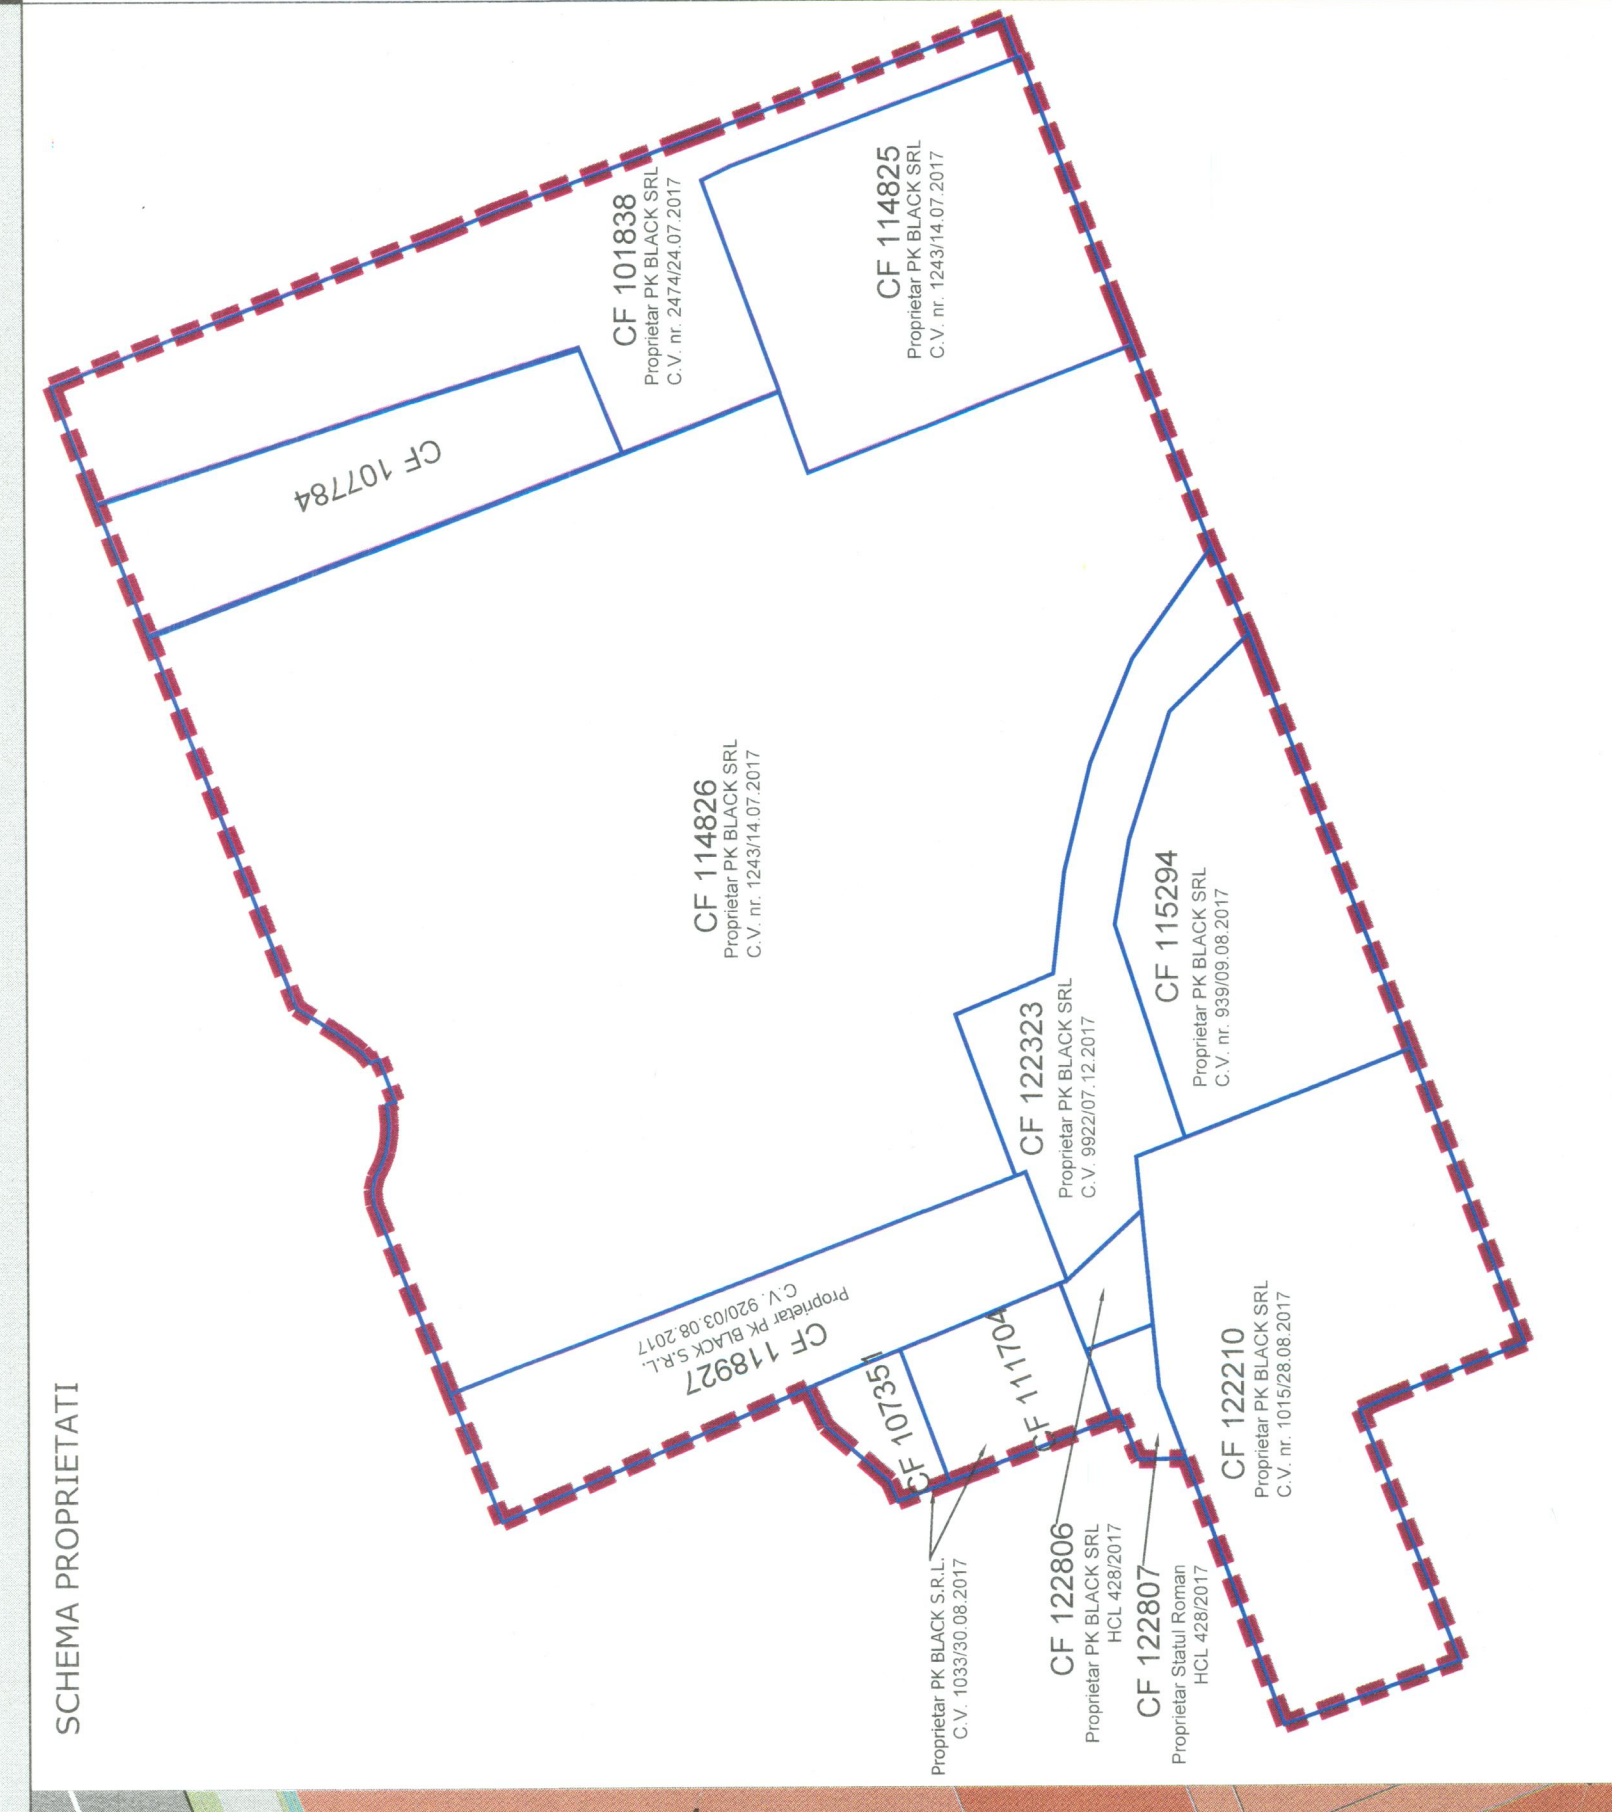 SCHEMA PROPRIETATI
CF 107784
CF 101838
Proprietar PK BLACK SRL
C.V. nr. 2474/24.07.2017
CF 114825
Proprietar PK BLACK SRL
C.V. nr. 1243/14.07.2017
CF 114826
Proprietar PK BLACK SRL
C.V. nr. 1243/14.07.2017
CF 115294
Proprietar PK BLACK SRL
C.V. nr. 939/09.08.2017
CF 122323
Proprietar PK BLACK SRL
C.V. 9922/07.12.2017
CF 118927
Proprietar PK BLACK S.R.L.
C.V. 920/03.08.2017
CF 107351
CF 111704
Proprietar PK BLACK S.R.L.
C.V. 1033/30.08.2017
CF 122806
Proprietar PK BLACK SRL
HCL 428/2017
CF 122807
Proprietar Statul Roman
HCL 428/2017
CF 122210
Proprietar PK BLACK SRL
C.V. nr. 1015/28.08.2017